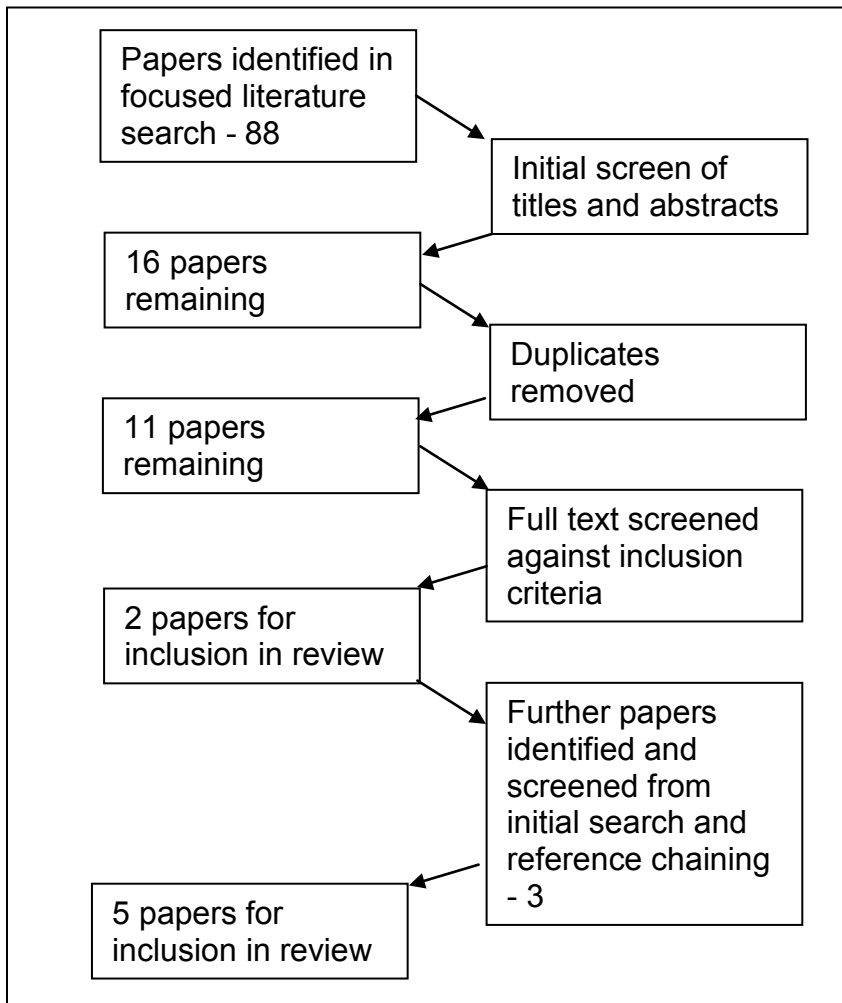 Papers identified in
focused literature
search - 88
Initial screen of
titles and abstracts
16 papers
remaining
Duplicates
removed
11 papers
remaining
Full text screened
against inclusion
criteria
2 papers for
inclusion in review
Further papers
identified and
screened from
initial search and
reference chaining
- 3
5 papers for
inclusion in review